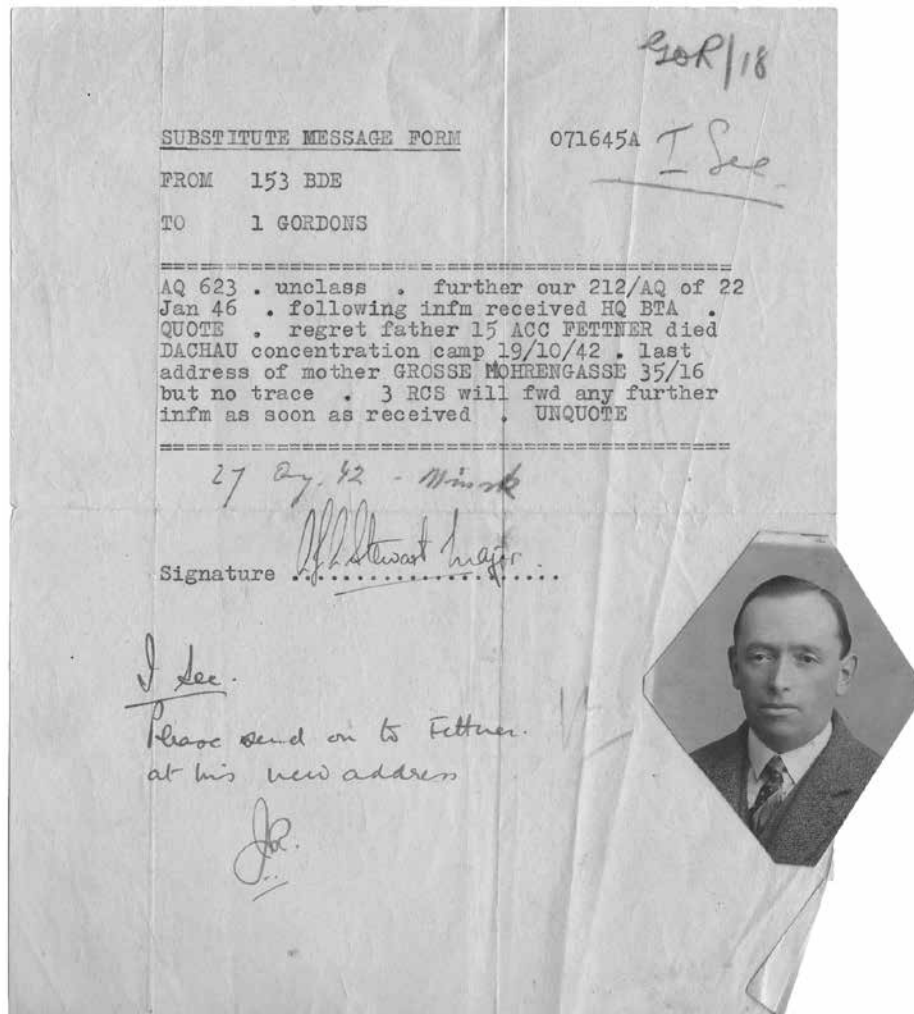 GOR/18
SUBSTITUTE MESSAGE FORM 071645A I See.
FROM 153 BDE
TO 1 GORDONS
=================================================
AQ 623 . unclass . further our 212/AQ of 22
Jan 46 . following infm received HQ BTA .
QUOTE . regret father 15 ACC FETTNER died
DACHAU concentration camp 19/10/42 . last
address of mother GROSSE MOHRENGASSE 35/16
but no trace . 3 RCS will fwd any further
infm as soon as received . UNQUOTE
=================================================
27 Aug. 42 - Minsk
Signature Stewart Major.
I see.
Please send on to Fettner.
at his new address
JR.